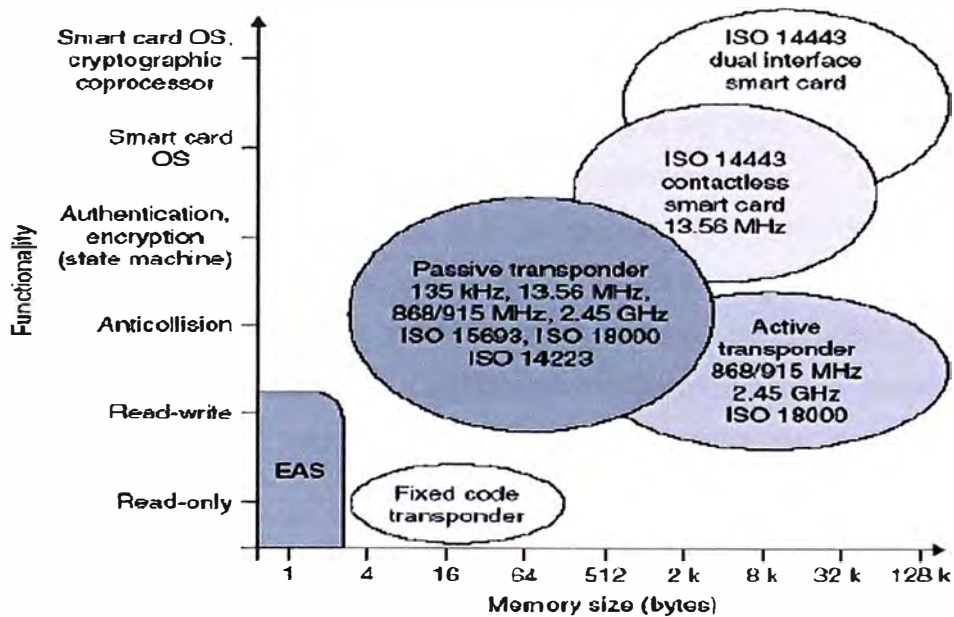 Smart card OS,
cryptographic
coprocessor
Smart card
OS
Authentication,
encryption
(state machine)
Anticollision
Read-write
Read-only
Functionality
ISO 14443
dual interface
smart card
ISO 14443
contactless
smart card
13.56 MHz
Passive transponder
135 kHz, 13.56 MHz,
868/915 MHz, 2.45 GHz
ISO 15693, ISO 18000
ISO 14223
Active
transponder
868/915 MHz
2.45 GHz
ISO 18000
EAS
Fixed code
transponder
1 4 16 64 512 2 k 8 k 32 k 128 k
Memory size (bytes)